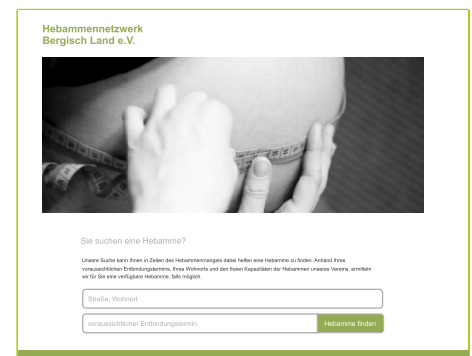 Hebammennetzwerk
Bergisch Land e.V.
Sie suchen eine Hebamme?
Unsere Suche kann Ihnen in Zeiten des Hebammenmangels dabei helfen eine Hebamme zu finden. Anhand Ihres
voraussichtlichen Entbindungstermins, Ihres Wohnorts und den freien Kapazitäten der Hebammen unseres Vereins, ermitteln
wir für Sie eine verfügbare Hebamme, falls möglich.
Straße, Wohnort
voraussichtlicher Entbindungstermin Hebamme finden